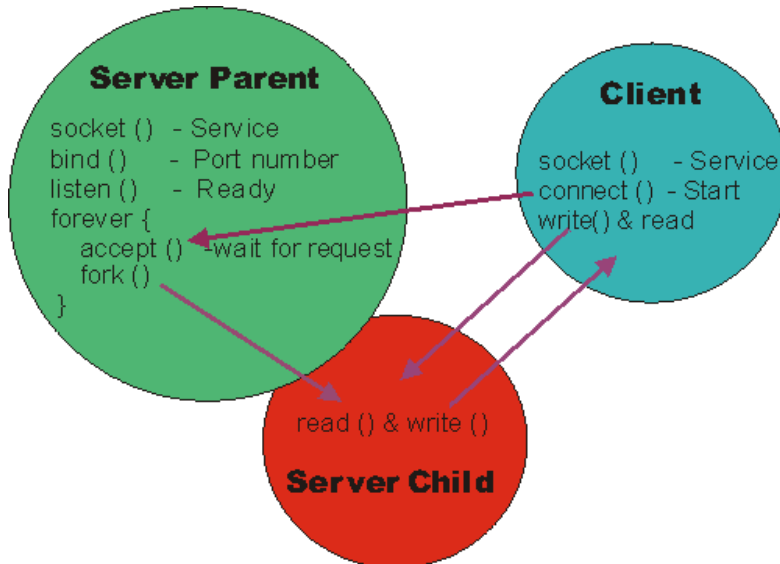 Server Parent
socket () - Service
bind () - Port number
listen () - Ready
forever {
accept () -wait for request
fork ()
}
Client
socket () - Service
connect () - Start
write() & read
read () & write ()
Server Child